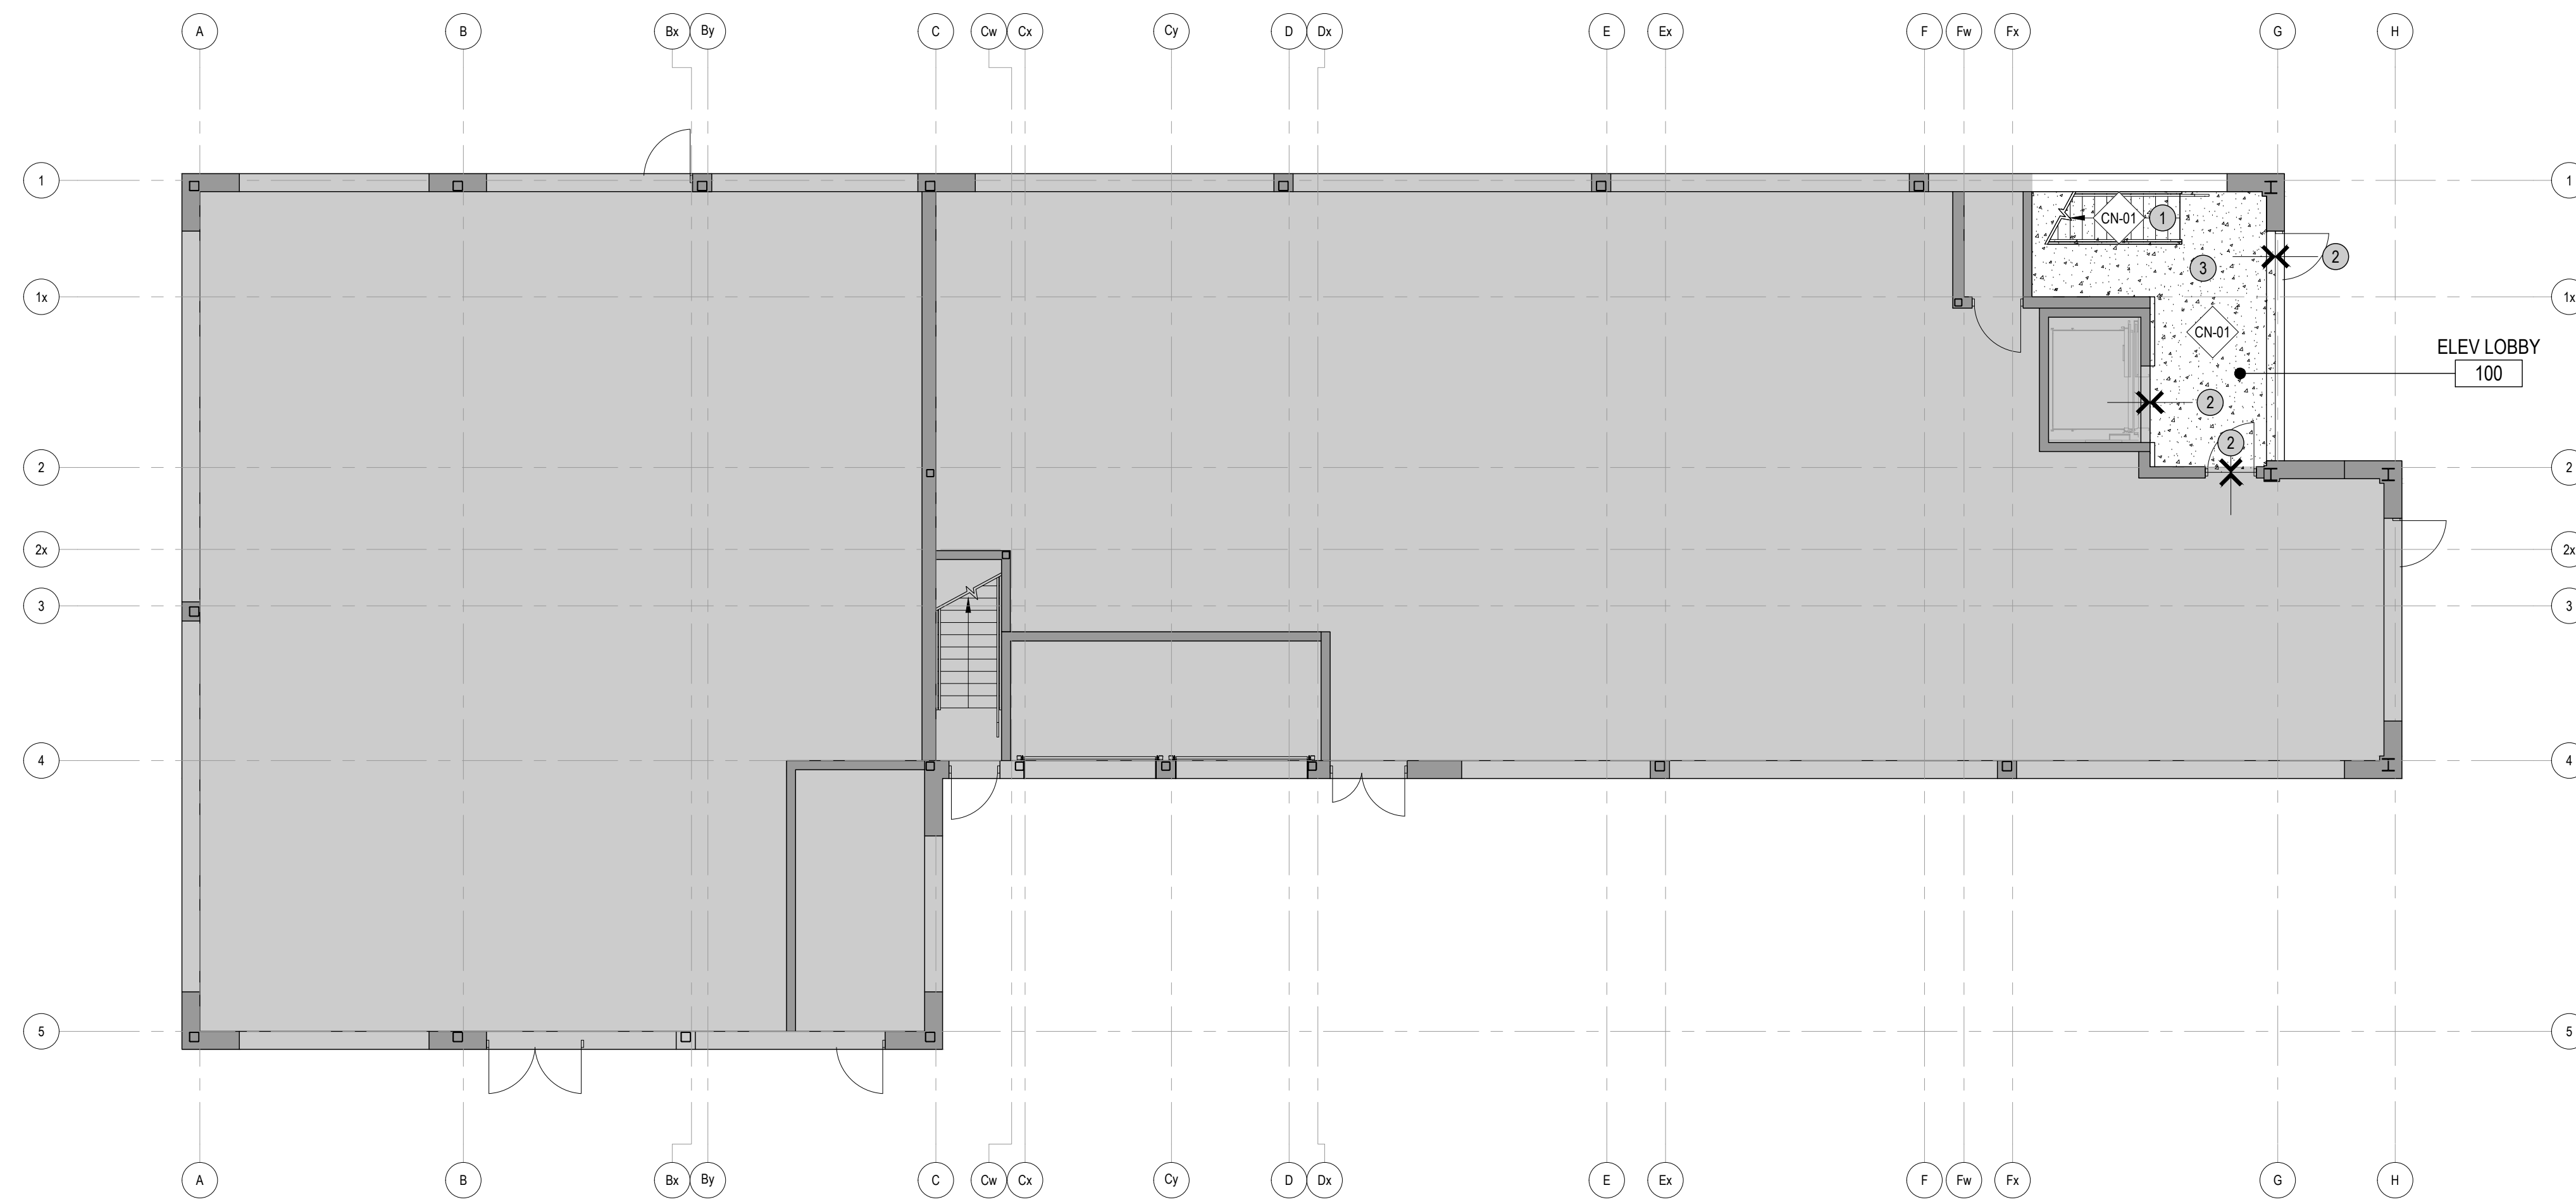 A B Bx By C Cw Cx Cy D Dx E Ex F Fw Fx G H
1 1
CN-01 1
3 2
1x 1x
CN-01
ELEV LOBBY
100
2
2
2 2
2x 2x
3 3
4 4
5 5
A B Bx By C Cw Cx Cy D Dx E Ex F Fw Fx G H